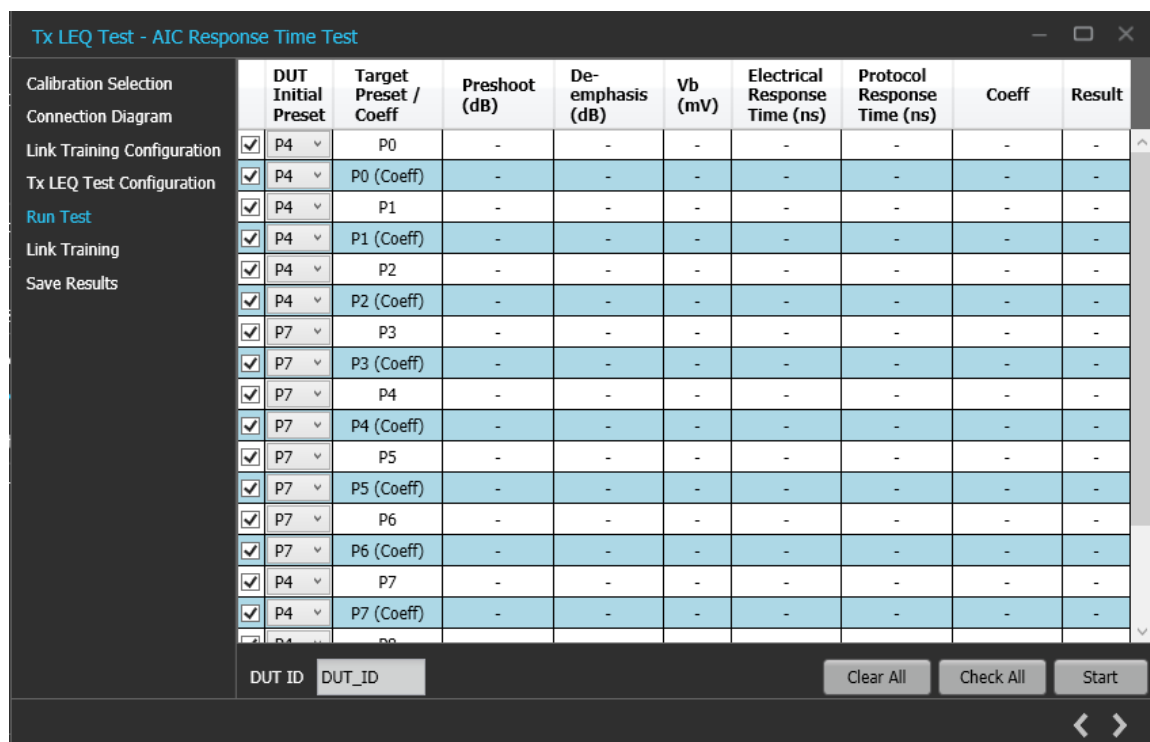 Tx LEQ Test - AIC Response Time Test
Calibration Selection
Connection Diagram
Link Training Configuration
Tx LEQ Test Configuration
Run Test
Link Training
Save Results
DUT Initial Preset Target Preset / Coeff Preshoot (dB) De-emphasis (dB) Vb (mV) Electrical Response Time (ns) Protocol Response Time (ns) Coeff Result
P4 P0 - - - - - - -
P4 P0 (Coeff) - - - - - - -
P4 P1 - - - - - - -
P4 P1 (Coeff) - - - - - - -
P4 P2 - - - - - - -
P4 P2 (Coeff) - - - - - - -
P7 P3 - - - - - - -
P7 P3 (Coeff) - - - - - - -
P7 P4 - - - - - - -
P7 P4 (Coeff) - - - - - - -
P7 P5 - - - - - - -
P7 P5 (Coeff) - - - - - - -
P7 P6 - - - - - - -
P7 P6 (Coeff) - - - - - - -
P4 P7 - - - - - - -
P4 P7 (Coeff) - - - - - - -
DUT ID DUT_ID Clear All Check All Start